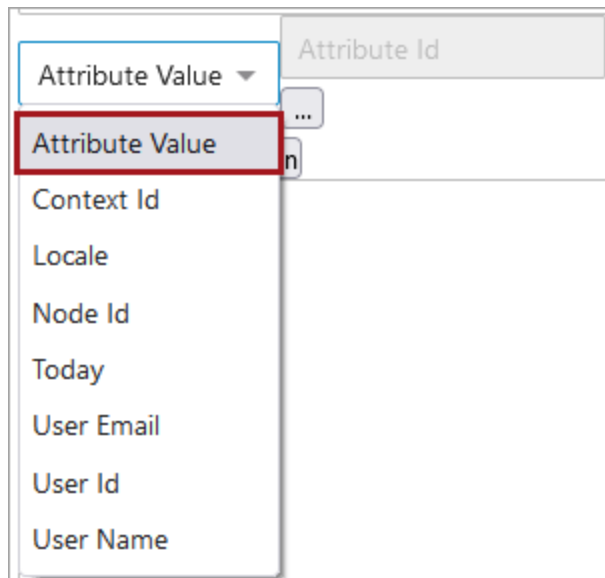 Attribute Value
Attribute Id
...
Attribute Value
n
Context Id
Locale
Node Id
Today
User Email
User Id
User Name